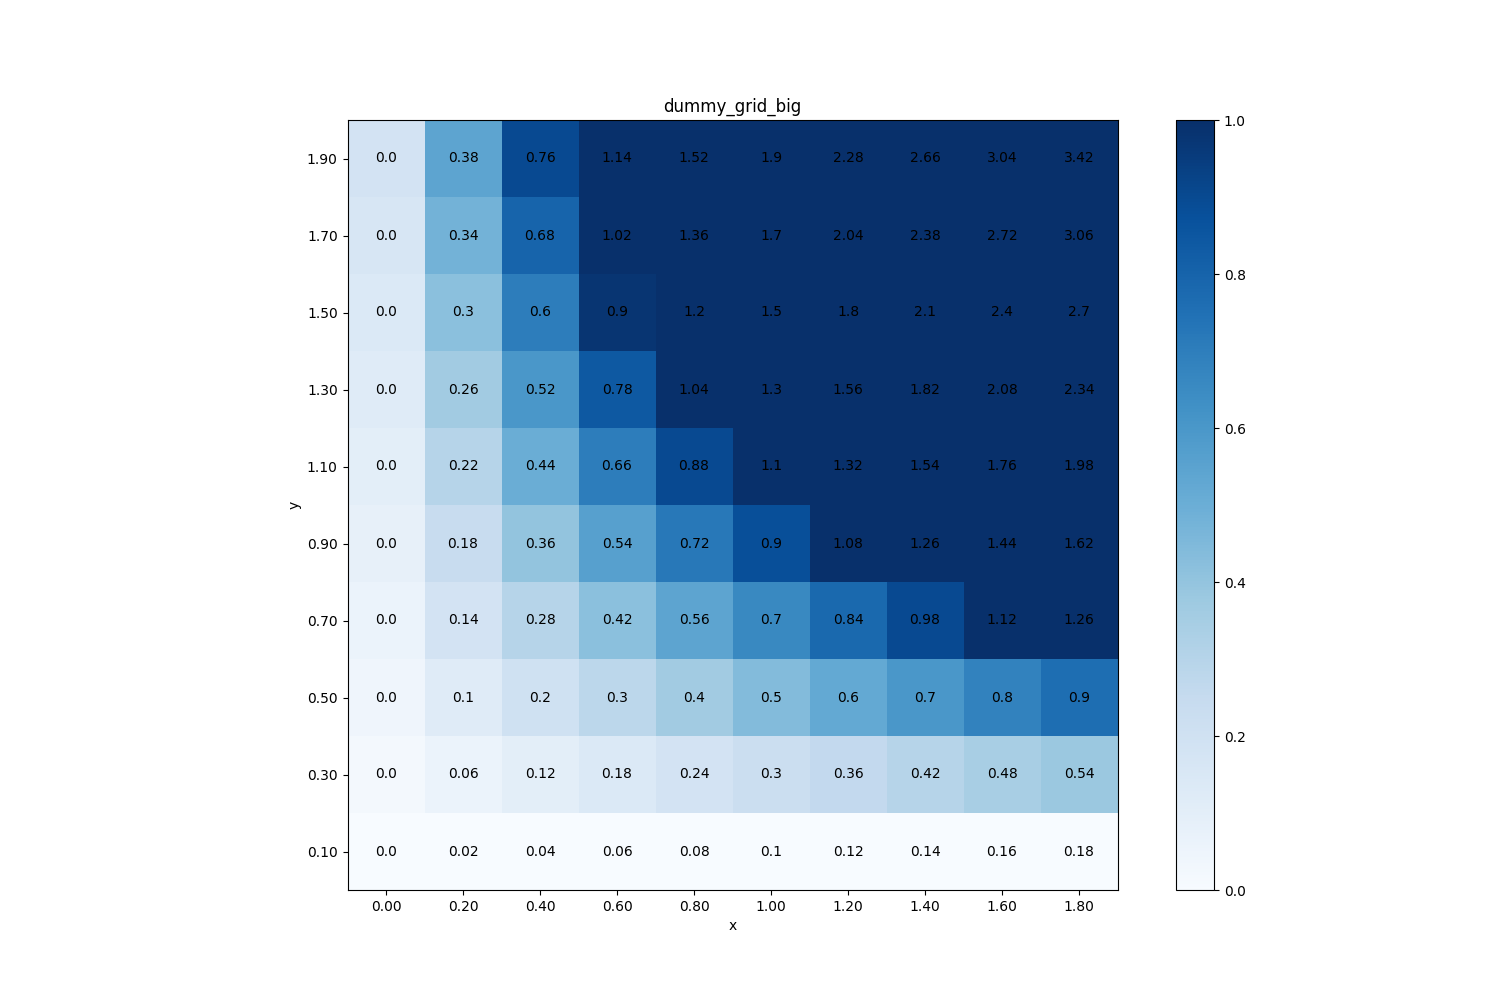 dummy_grid_big
1.90 0.0 0.38 0.76 1.14 1.52 1.9 2.28 2.66 3.04 3.42 1.0
1.70 0.0 0.34 0.68 1.02 1.36 1.7 2.04 2.38 2.72 3.06
0.8
1.50 0.0 0.3 0.6 0.9 1.2 1.5 1.8 2.1 2.4 2.7
1.30 0.0 0.26 0.52 0.78 1.04 1.3 1.56 1.82 2.08 2.34
0.6
1.10 0.0 0.22 0.44 0.66 0.88 1.1 1.32 1.54 1.76 1.98
y
0.90 0.0 0.18 0.36 0.54 0.72 0.9 1.08 1.26 1.44 1.62
0.4
0.70 0.0 0.14 0.28 0.42 0.56 0.7 0.84 0.98 1.12 1.26
0.50 0.0 0.1 0.2 0.3 0.4 0.5 0.6 0.7 0.8 0.9
0.2
0.30 0.0 0.06 0.12 0.18 0.24 0.3 0.36 0.42 0.48 0.54
0.10 0.0 0.02 0.04 0.06 0.08 0.1 0.12 0.14 0.16 0.18
0.0
0.00 0.20 0.40 0.60 0.80 1.00 1.20 1.40 1.60 1.80
x